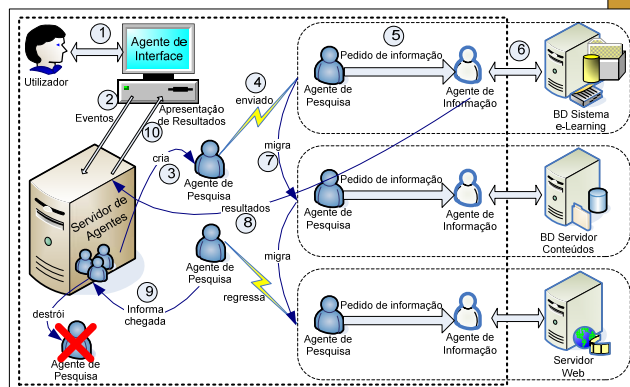 1
Agente de
Interface
Utilizador
2
Eventos
10
Apresentação
de Resultados
Servidor de
Agentes
cria
3
4
enviado
Agente de
Pesquisa
migra
7
resultados
8
Agente de
Pesquisa
migra
regressa
9
Informa
chegada
destrói
Agente de
Pesquisa
5
Pedido de informação
Agente de
Pesquisa
Agente de
Informação
6
BD Sistema
e-Learning
Pedido de informação
Agente de
Pesquisa
Agente de
Informação
BD Servidor
Conteúdos
Pedido de informação
Agente de
Pesquisa
Agente de
Informação
Servidor
Web